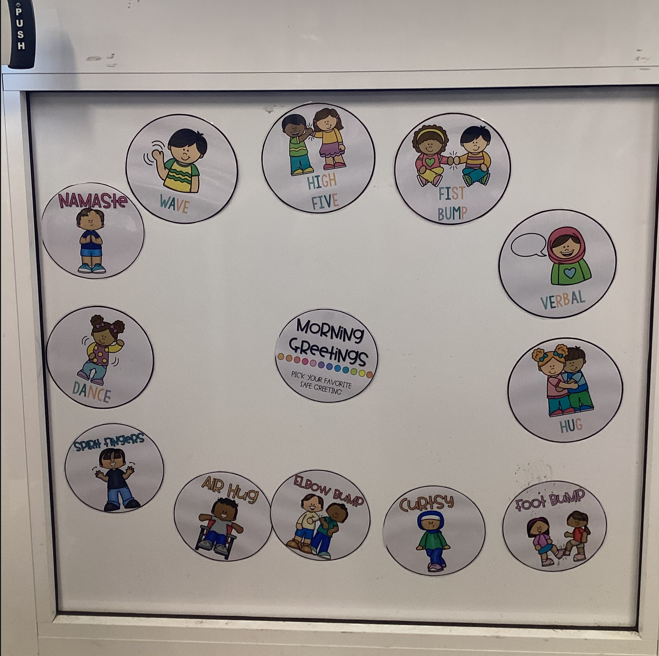 PUSH
NAMASTE
WAVE
HIGH
FIVE
FIST
BUMP
VERBAL
DANCE
MORNING
GREETINGS
PICK YOUR FAVORITE
SAFE GREETING
HUG
SPIRIT FINGERS
AIR HUG
ELBOW BUMP
CURTSY
FOOT BUMP